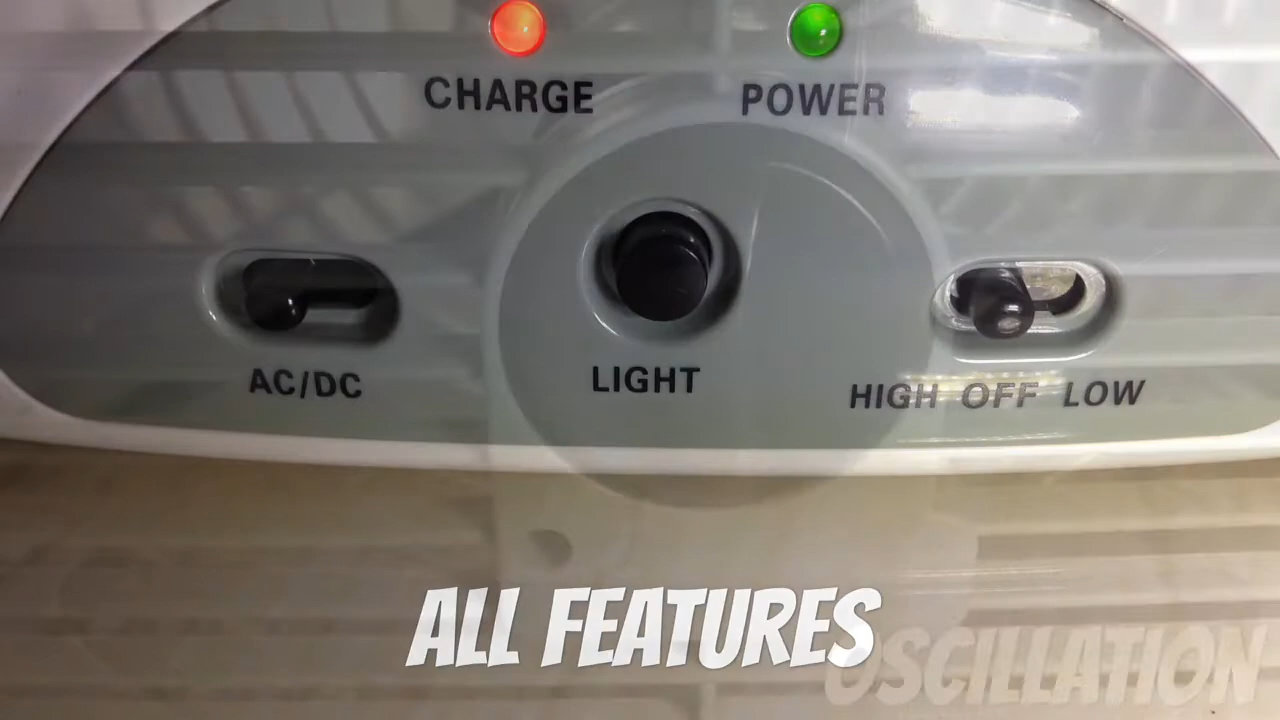 CHARGE POWER
AC/DC LIGHT HIGH OFF LOW
ALL FEATURES
OSCILLATION